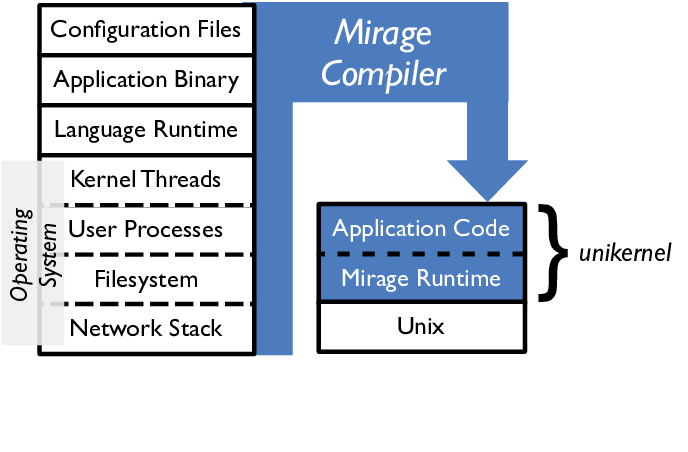 Configuration Files
Application Binary
Language Runtime
Kernel Threads
User Processes
Filesystem
Network Stack
Operating
System
Mirage
Compiler
Application Code
Mirage Runtime
Unix
unikernel